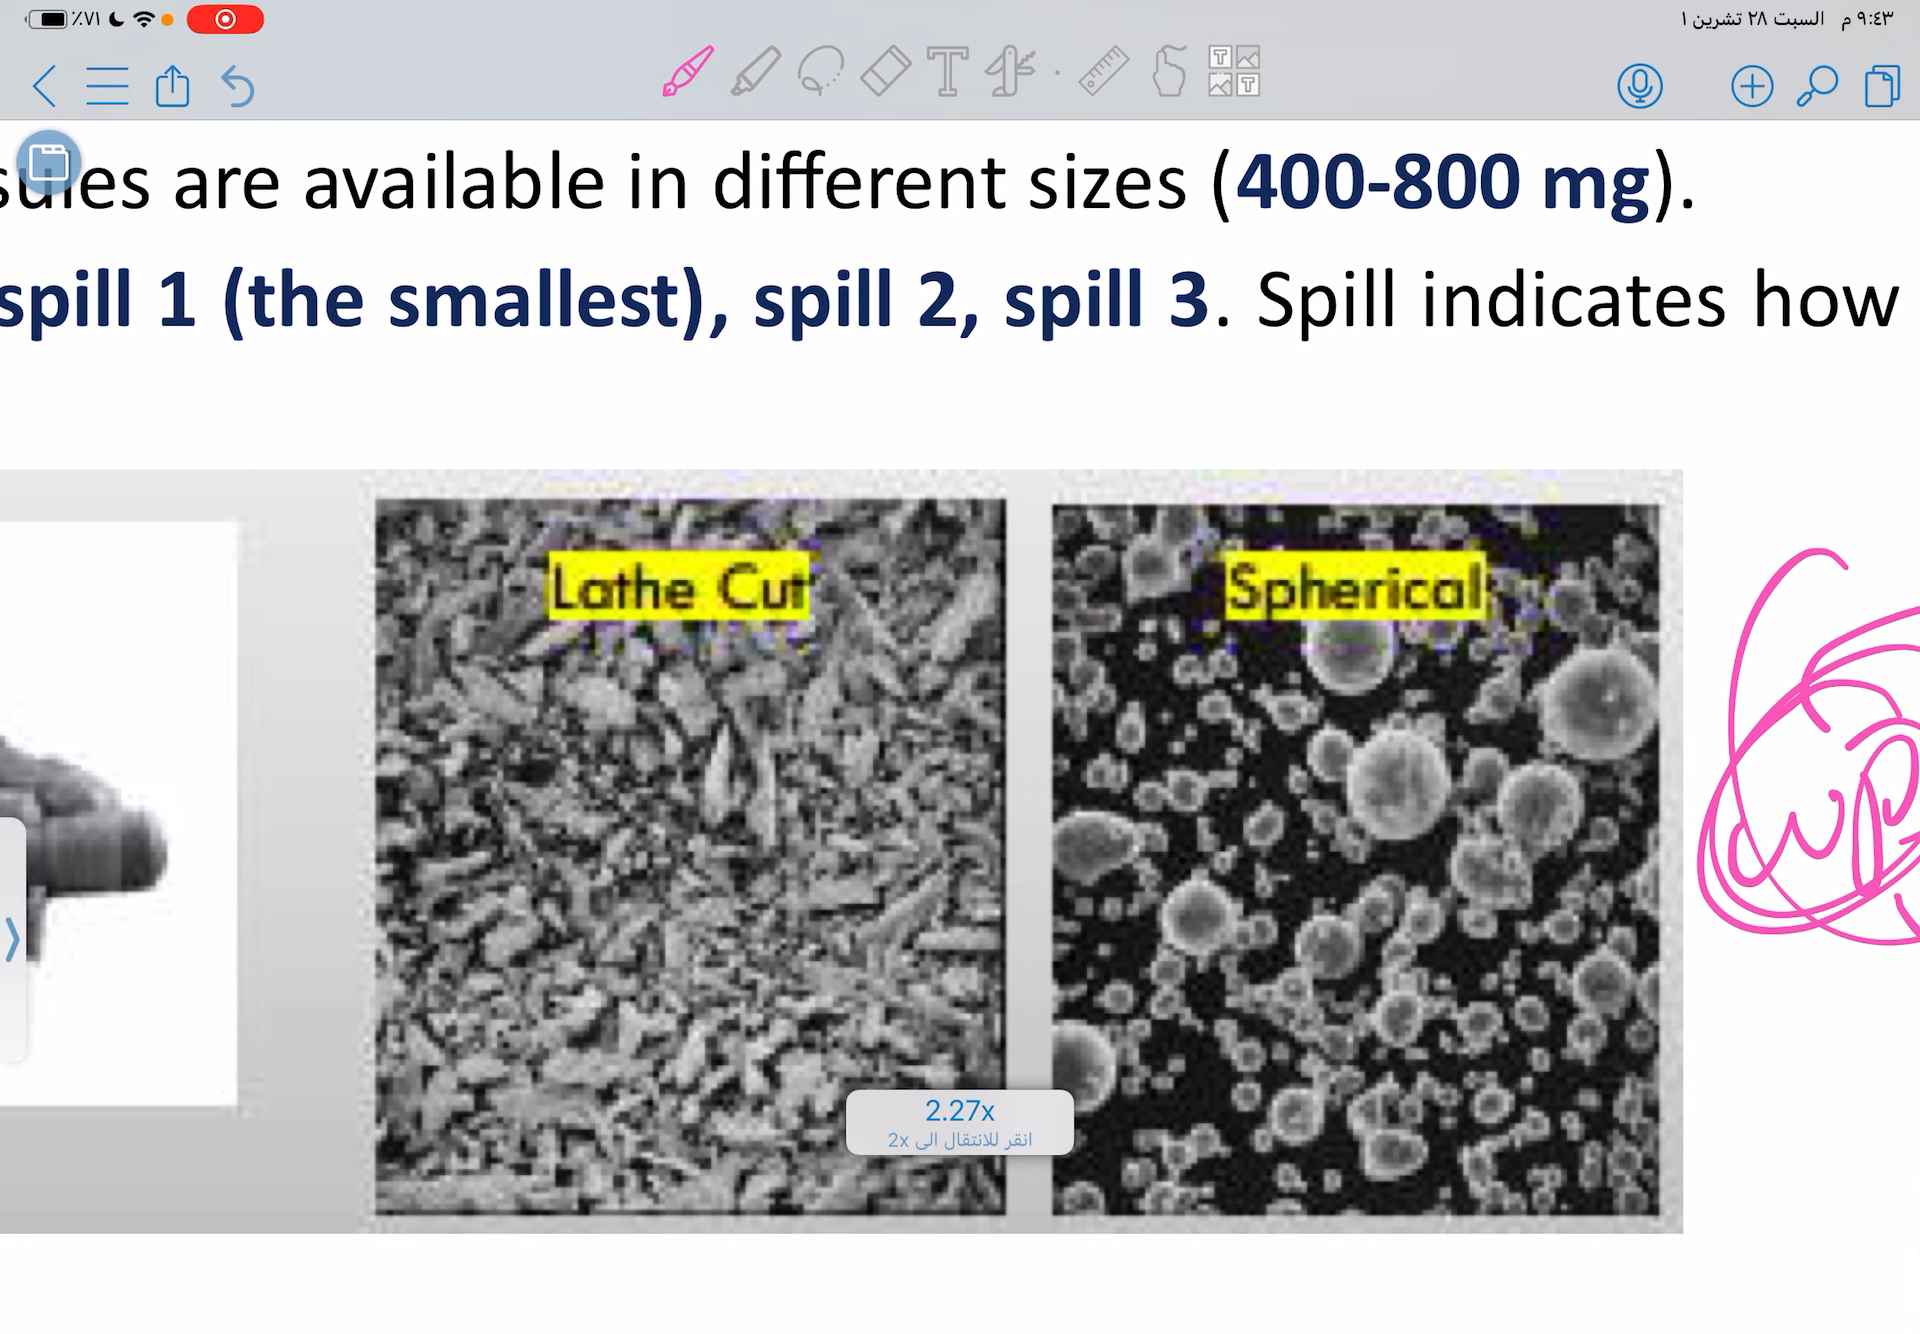 ٪٧١
٩:٤٣ م السبت ٢٨ تشرين ١
sules are available in different sizes (400-800 mg).
spill 1 (the smallest), spill 2, spill 3. Spill indicates how
Lathe Cut
Spherical
2.27x
انقر للانتقال الى 2x